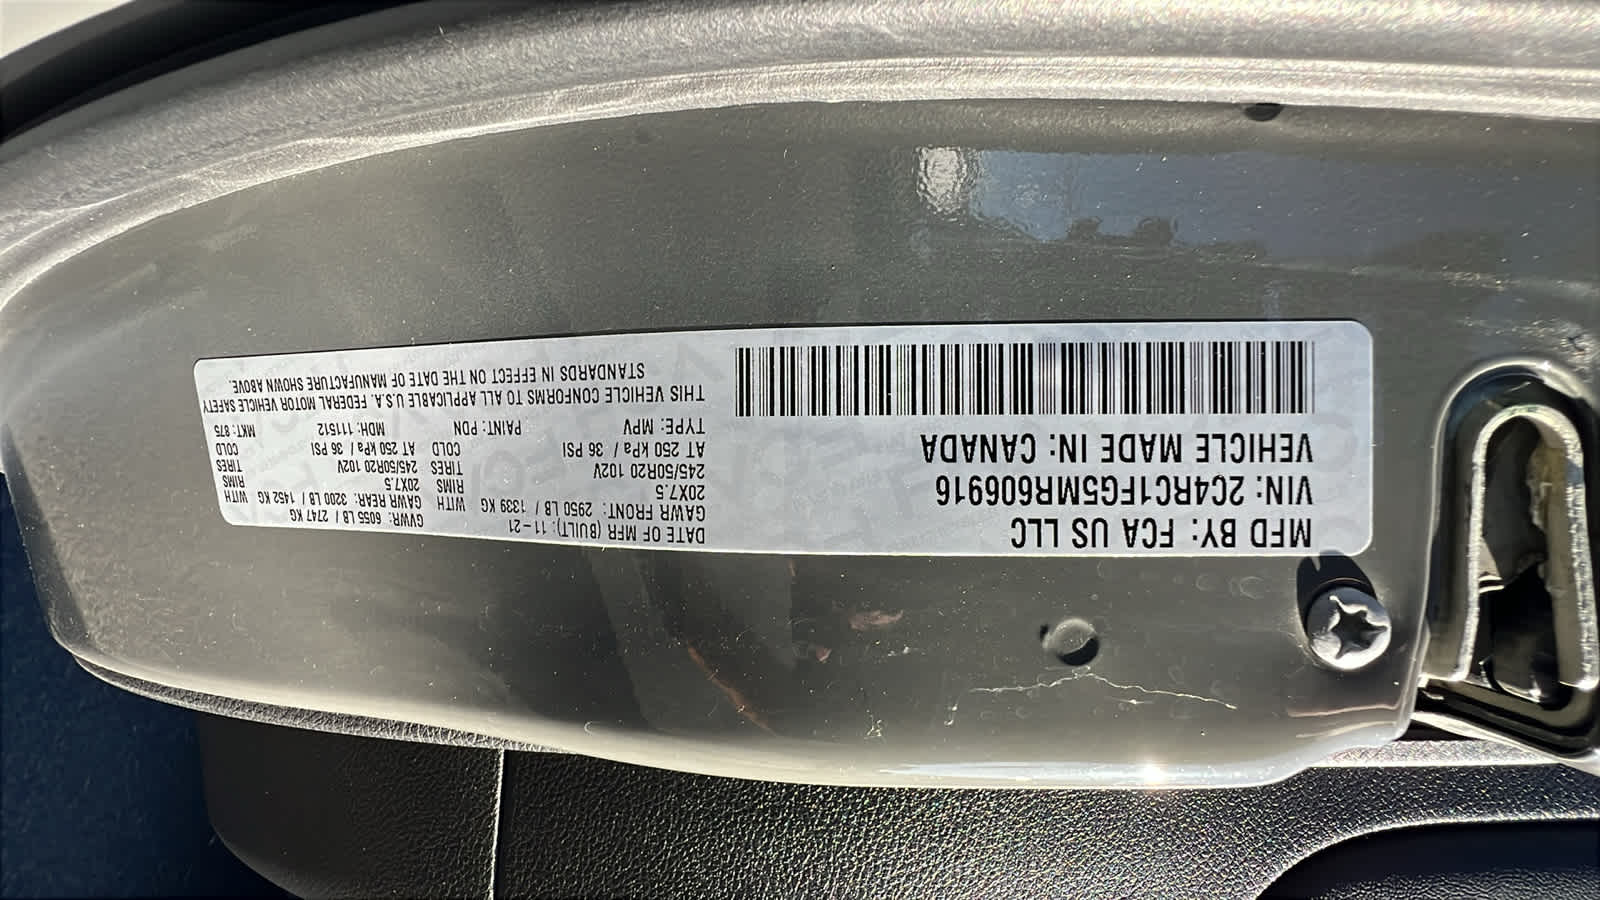 MFD BY: FCA US LLC
VIN: 2C4RC1FG5MR606916
VEHICLE MADE IN: CANADA
DATE OF MFR (BUILT): 11-21 GVWR: 6055 LB / 2747 KG
GAWR FRONT: 2950 LB / 1339 KG WITH GAWR REAR: 3200 LB / 1452 KG WITH
20X7.5 RIMS 20X7.5 RIMS
245/50R20 102V TIRES 245/50R20 102V TIRES
AT 250 kPa / 36 PSI COLD AT 250 kPa / 36 PSI COLD
TYPE: MPV PAINT: PDN MDH: 111512 MKT: 875
THIS VEHICLE CONFORMS TO ALL APPLICABLE U.S.A. FEDERAL MOTOR VEHICLE SAFETY
STANDARDS IN EFFECT ON THE DATE OF MANUFACTURE SHOWN ABOVE.